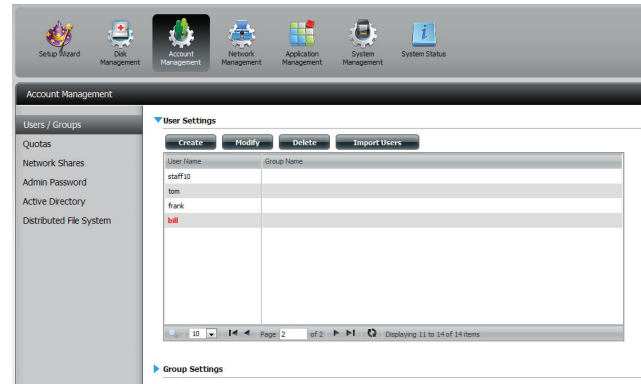 Setup Wizard
Disk Management
Account Management
Network Management
Application Management
System Management
System Status
Account Management
Users / Groups
Quotas
Network Shares
Admin Password
Active Directory
Distributed File System
User Settings
Create Modify Delete Import Users
User Name Group Name
staff10
tom
frank
bill
10 Page 2 of 2 Displaying 11 to 14 of 14 items
Group Settings